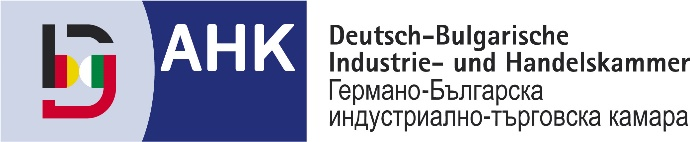 AHK
Deutsch-Bulgarische
Industrie- und Handelskammer
Германо-Българска
индустриално-търговска камара